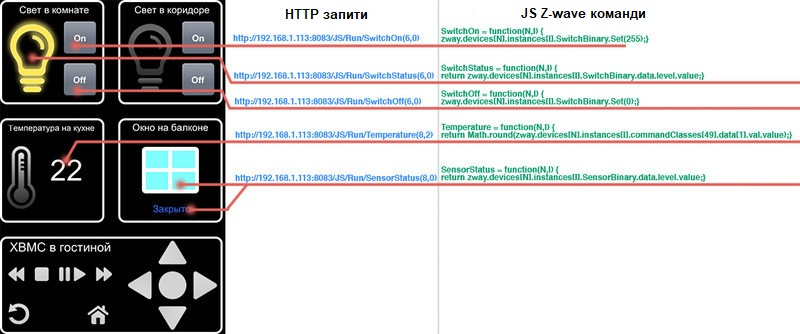 Свет в комнате
On
Off
Свет в коридоре
On
Off
Температура на кухне
22
Окно на балконе
Закрыто
XBMC в гостиной
HTTP запити
http://192.168.1.113:8083/JS/Run/SwitchOn(6,0)
http://192.168.1.113:8083/JS/Run/SwitchStatus(6,0)
http://192.168.1.113:8083/JS/Run/SwitchOff(6,0)
http://192.168.1.113:8083/JS/Run/Temperature(8,2)
http://192.168.1.113:8083/JS/Run/SensorStatus(8,0)
JS Z-wave команди
SwitchOn = function(N,I) {
zway.devices[N].instances[I].SwitchBinary.Set(255);}
SwitchStatus = function(N,I) {
return zway.devices[N].instances[I].SwitchBinary.data.level.value;}
SwitchOff = function(N,I) {
zway.devices[N].instances[I].SwitchBinary.Set(0);}
Temperature = function(N,I) {
return Math.round(zway.devices[N].instances[I].commandClasses[49].data[1].val.value);}
SensorStatus = function(N,I) {
return zway.devices[N].instances[I].SensorBinary.data.level.value;}